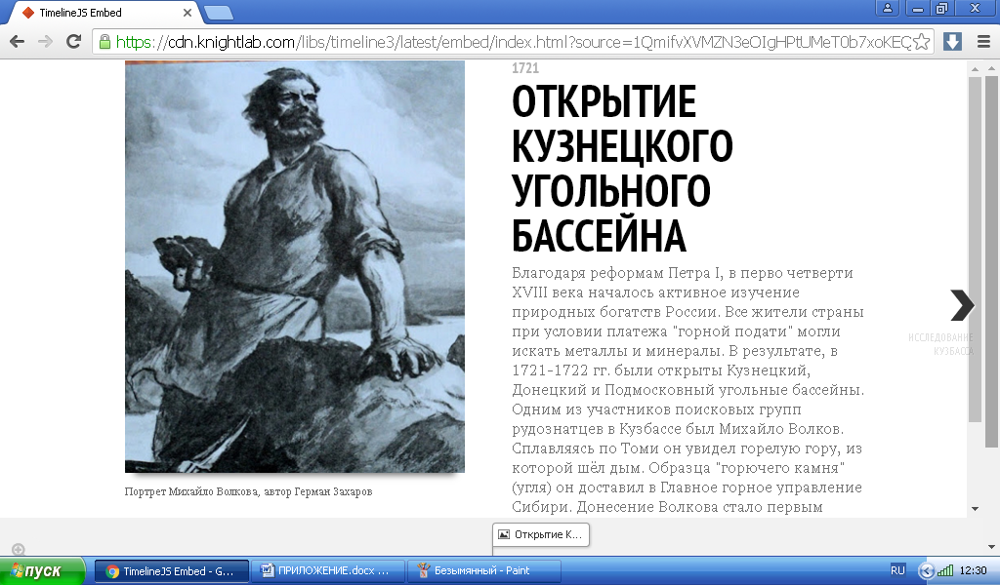 TimelineJS Embed
https://cdn.knightlab.com/libs/timeline3/latest/embed/index.html?source=1QmifvXVMZN3eOIgHPtUMeT0b7xoKEQ
1721
ОТКРЫТИЕ
КУЗНЕЦКОГО
УГОЛЬНОГО
БАССЕЙНА
Благодаря реформам Петра I, в перво четверти
XVIII века началось активное изучение
природных богатств России. Все жители страны
при условии платежа "горной подати" могли
искать металлы и минералы. В результате, в
1721-1722 гг. были открыты Кузнецкий,
Донецкий и Подмосковный угольные бассейны.
Одним из участников поисковых групп
рудознатцев в Кузбассе был Михайло Волков.
Сплавляясь по Томи он увидел горелую гору, из
которой шёл дым. Образца "горючего камня"
(угля) он доставил в Главное горное управление
Сибири. Донесение Волкова стало первым
Портрет Михайло Волкова, автор Герман Захаров
ИССЛЕДОВАНИЕ
КУЗБАССА
Открытие К...
пуск
TimelineJS Embed - G...
ПРИЛОЖЕНИЕ.docx ...
Безымянный - Paint
RU
12:30